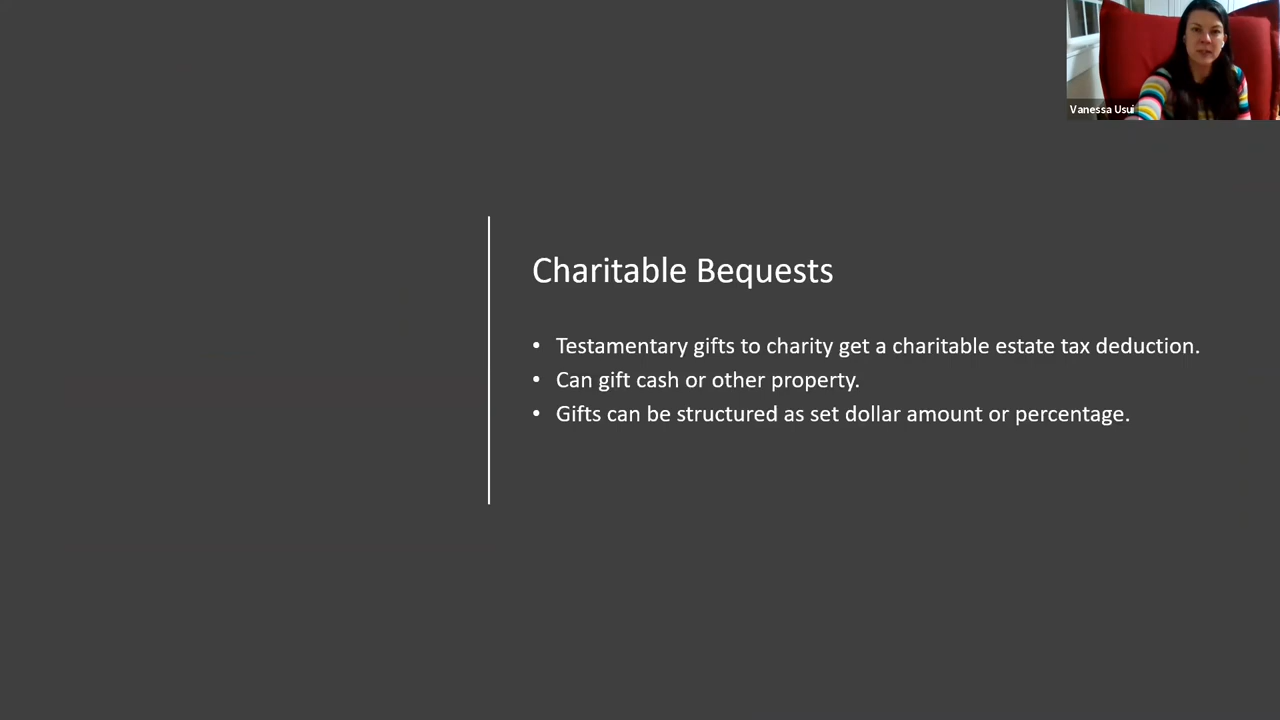 Vanessa Usui
Charitable Bequests
• Testamentary gifts to charity get a charitable estate tax deduction.
• Can gift cash or other property.
• Gifts can be structured as set dollar amount or percentage.